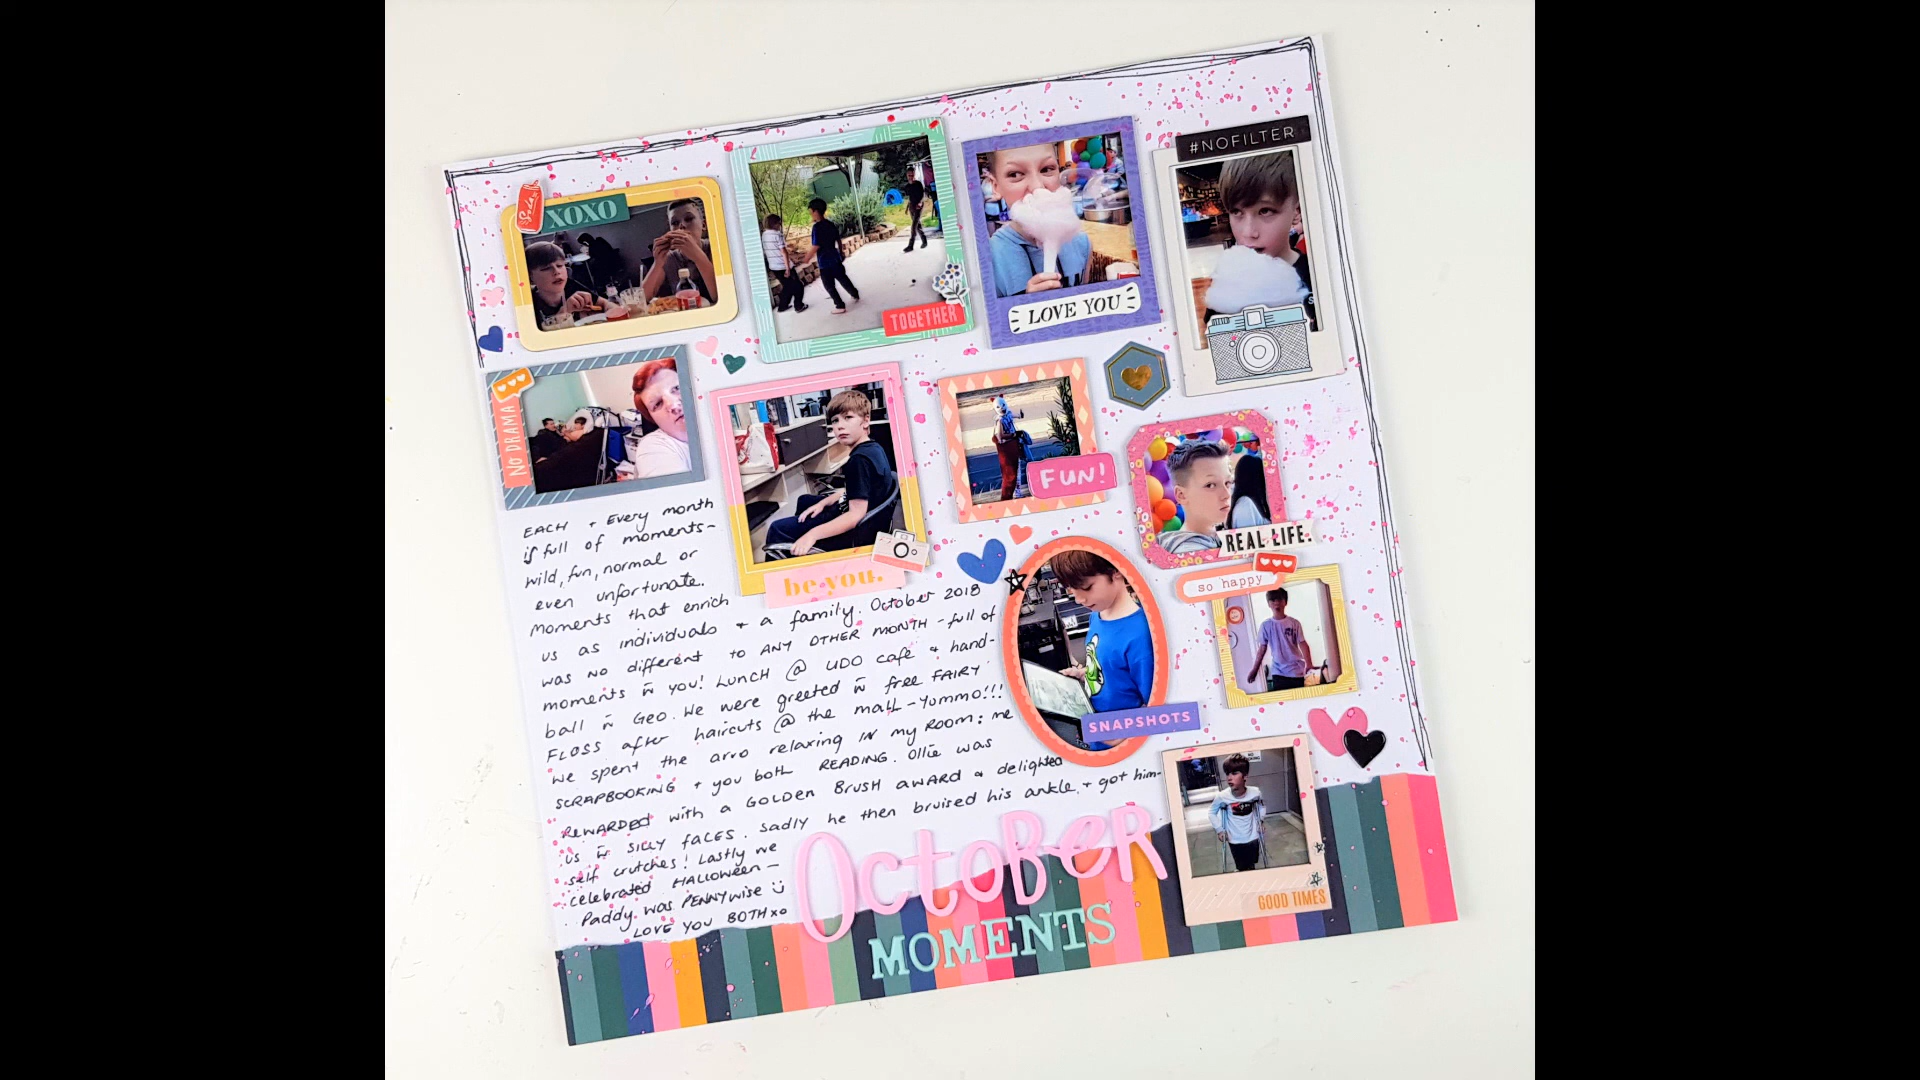 #NOFILTER
Soda
XOXO
TOGETHER
LOVE YOU
NO DRAMA
FUN!
REAL LIFE.
be you.
so happy
SNAPSHOTS
GOOD TIMES
EACH + Every month
is full of moments-
wild, fun, normal or
even unfortunate.
Moments that enrich
us as individuals + a family. October 2018
was no different to ANY OTHER MONTH - full of
moments w̄ you! LUNCH @ UDO café + hand-
ball w̄ Geo. We were greeted w̄ free FAIRY
FLOSS after haircuts @ the mall - Yummo!!!
We spent the arvo relaxing IN my ROOM: me
SCRAPBOOKING + you both READING. Ollie was
REWARDED with a GOLDEN BRUSH AWARD + delighted
us w̄ SILLY FACES. Sadly he then bruised his ankle + got him-
self crutches! Lastly we
celebrated HALLOWEEN -
Paddy was PENNYWISE
LOVE YOU BOTH xo
OCTOBER
MOMENTS